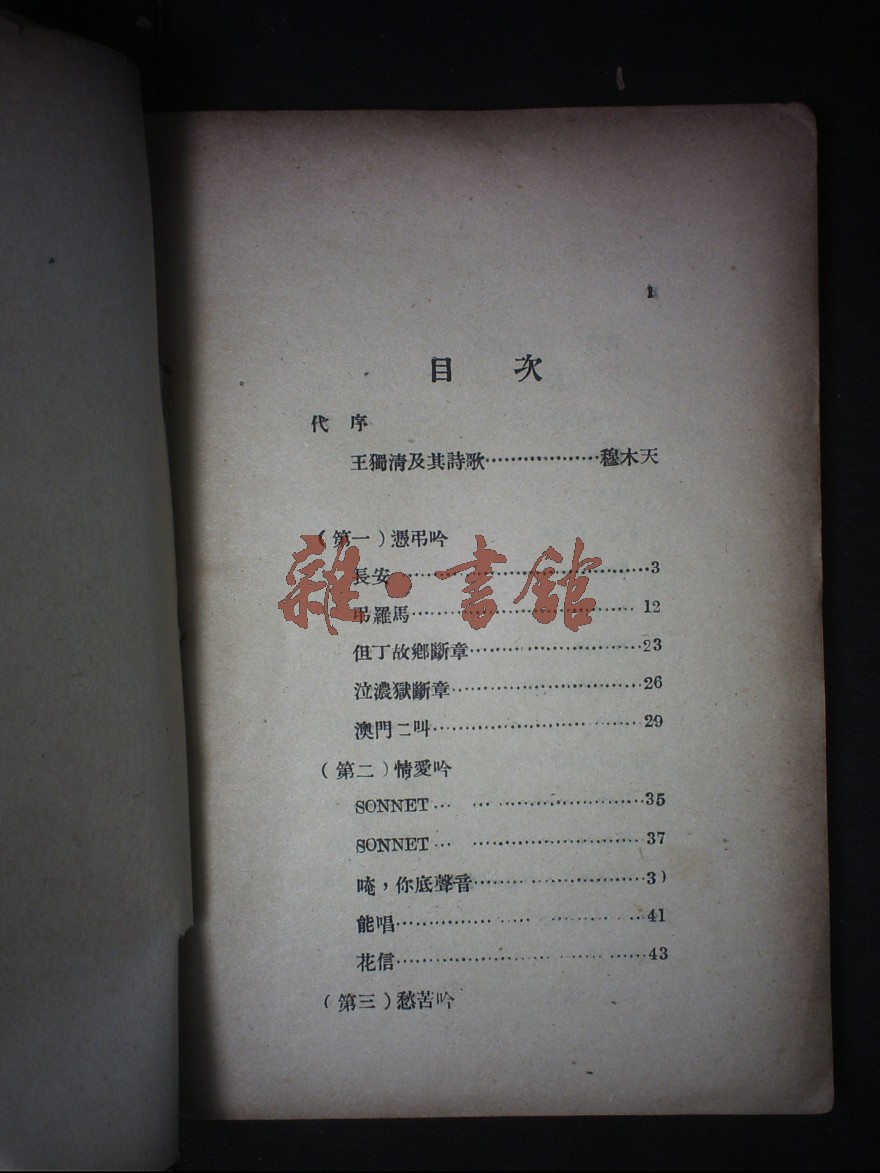 1
目 次
代 序
王獨清及其詩歌··················穆木天
(第一)憑弔吟
長安········································3
弔羅馬··································12
但丁故鄉斷章··························23
泣濃獄斷章·····························26
澳門二叫································29
(第二)情愛吟
SONNET··· ··· ······················35
SONNET··· ··························37
唵，你底聲音··························3)
能唱·················· ····· ··41
花信······································43
(第三)愁苦吟
雜·書館